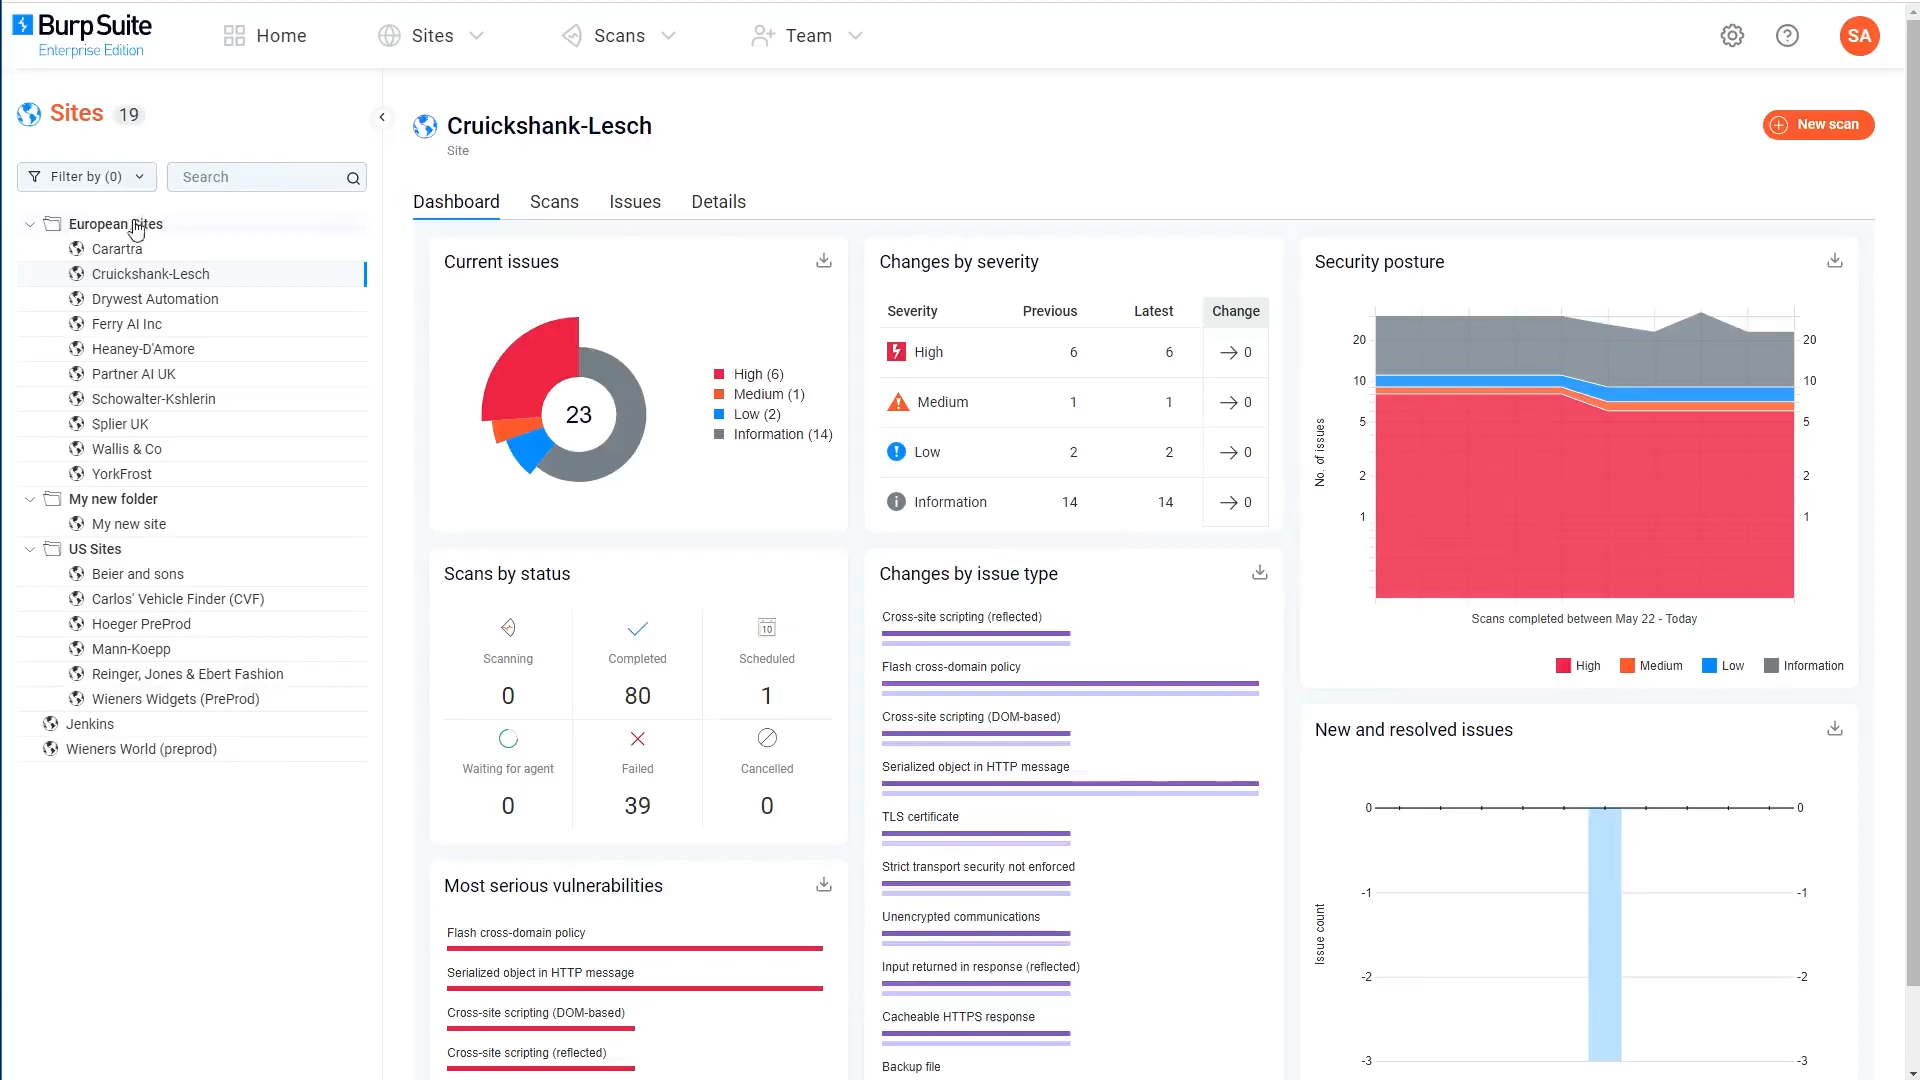 Burp Suite
Enterprise Edition
Home
Sites
Scans
Team
SA
Sites 19
Filter by (0)
Search
European Sites
Carartra
Cruickshank-Lesch
Drywest Automation
Ferry AI Inc
Heaney-D'Amore
Partner AI UK
Schowalter-Kshlerin
Splier UK
Wallis & Co
YorkFrost
My new folder
My new site
US Sites
Beier and sons
Carlos' Vehicle Finder (CVF)
Hoeger PreProd
Mann-Koepp
Reinger, Jones & Ebert Fashion
Wieners Widgets (PreProd)
Jenkins
Wieners World (preprod)
Cruickshank-Lesch
Site
New scan
Dashboard Scans Issues Details
Current issues
23
High (6)
Medium (1)
Low (2)
Information (14)
Changes by severity
Severity Previous Latest Change
High 6 6 → 0
Medium 1 1 → 0
Low 2 2 → 0
Information 14 14 → 0
Security posture
No. of issues
20 20
10 10
5 5
2 2
1 1
Scans completed between May 22 - Today
High Medium Low Information
Scans by status
10
Scanning Completed Scheduled
0 80 1
Waiting for agent Failed Cancelled
0 39 0
Changes by issue type
Cross-site scripting (reflected)
Flash cross-domain policy
Cross-site scripting (DOM-based)
Serialized object in HTTP message
TLS certificate
Strict transport security not enforced
Unencrypted communications
Input returned in response (reflected)
Cacheable HTTPS response
Backup file
New and resolved issues
Issue count
0 0
-1 -1
-2 -2
-3 -3
Most serious vulnerabilities
Flash cross-domain policy
Serialized object in HTTP message
Cross-site scripting (DOM-based)
Cross-site scripting (reflected)